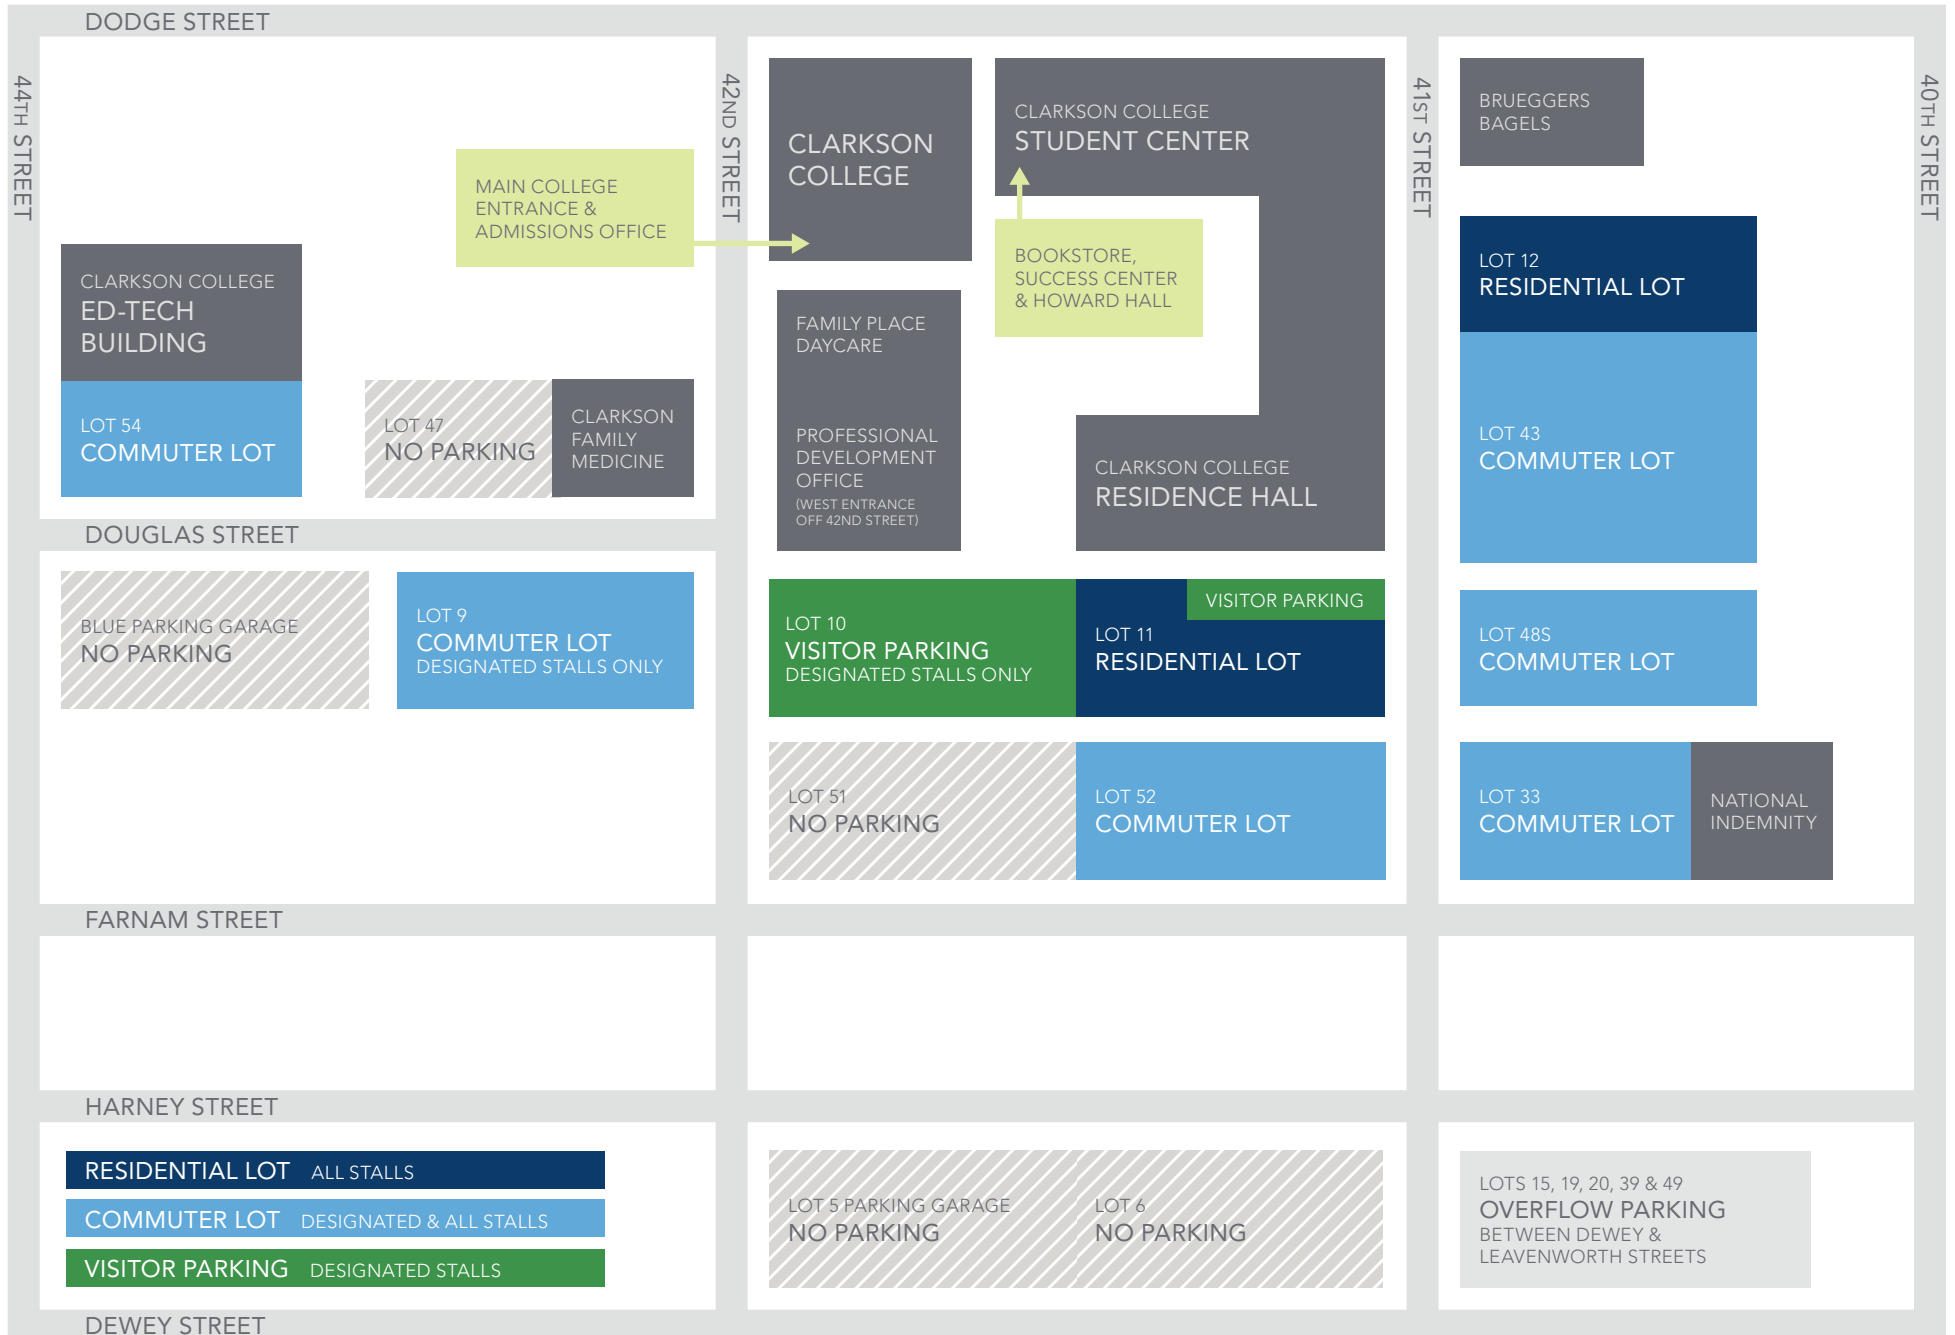 DODGE STREET
44TH STREET
42ND STREET
41ST STREET
40TH STREET
MAIN COLLEGE
ENTRANCE &
ADMISSIONS OFFICE
CLARKSON COLLEGE
ED-TECH
BUILDING
LOT 54
COMMUTER LOT
LOT 47
NO PARKING
CLARKSON
FAMILY
MEDICINE
CLARKSON
COLLEGE
CLARKSON COLLEGE
STUDENT CENTER
BOOKSTORE,
SUCCESS CENTER
& HOWARD HALL
FAMILY PLACE
DAYCARE
PROFESSIONAL
DEVELOPMENT
OFFICE
(WEST ENTRANCE
OFF 42ND STREET)
CLARKSON COLLEGE
RESIDENCE HALL
BRUEGGERS
BAGELS
LOT 12
RESIDENTIAL LOT
LOT 43
COMMUTER LOT
DOUGLAS STREET
BLUE PARKING GARAGE
NO PARKING
LOT 9
COMMUTER LOT
DESIGNATED STALLS ONLY
LOT 10
VISITOR PARKING
DESIGNATED STALLS ONLY
VISITOR PARKING
LOT 11
RESIDENTIAL LOT
LOT 48S
COMMUTER LOT
LOT 51
NO PARKING
LOT 52
COMMUTER LOT
LOT 33
COMMUTER LOT
NATIONAL
INDEMNITY
FARNAM STREET
HARNEY STREET
RESIDENTIAL LOT ALL STALLS
COMMUTER LOT DESIGNATED & ALL STALLS
VISITOR PARKING DESIGNATED STALLS
LOT 5 PARKING GARAGE
NO PARKING
LOT 6
NO PARKING
LOTS 15, 19, 20, 39 & 49
OVERFLOW PARKING
BETWEEN DEWEY &
LEAVENWORTH STREETS
DEWEY STREET